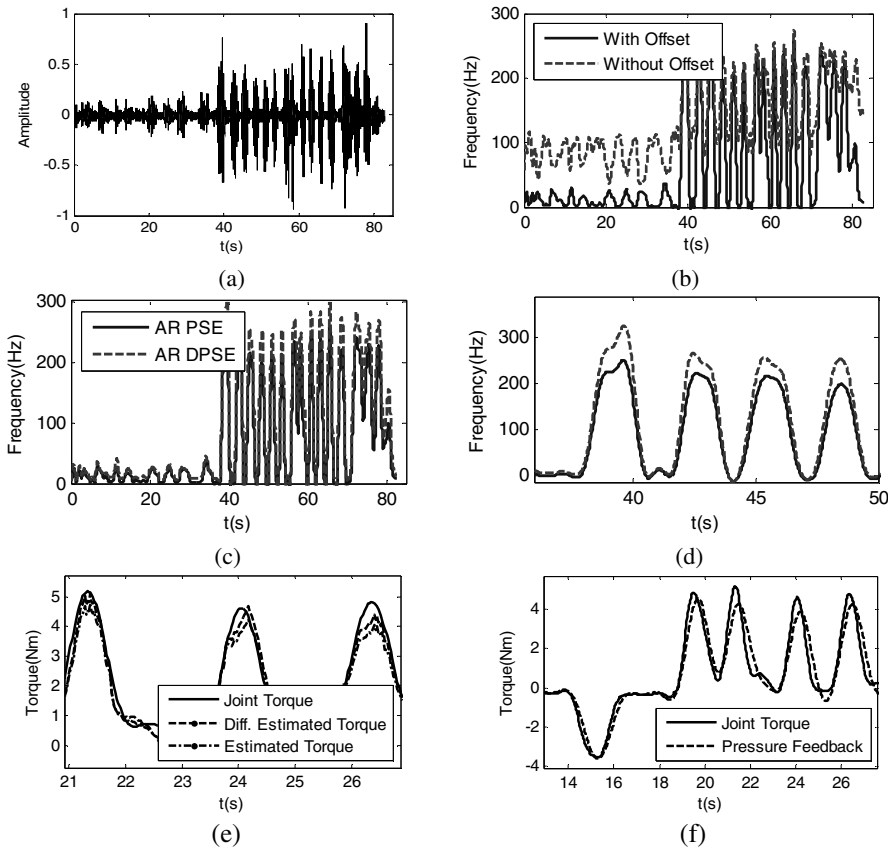 1
0.5
0
-0.5
-1
Amplitude
0 20 40 60 80
t(s)
(a)
300
200
100
0
Frequency(Hz)
With Offset
Without Offset
0 20 40 60 80
t(s)
(b)
300
200
100
0
Frequency(Hz)
AR PSE
AR DPSE
0 20 40 60 80
t(s)
(c)
300
200
100
0
Frequency(Hz)
40 45 50
t(s)
(d)
5
4
3
2
1
0
Torque(Nm)
Joint Torque
Diff. Estimated Torque
Estimated Torque
21 22 23 24 25 26
t(s)
(e)
4
2
0
-2
-4
Torque(Nm)
Joint Torque
Pressure Feedback
14 16 18 20 22 24 26
t(s)
(f)